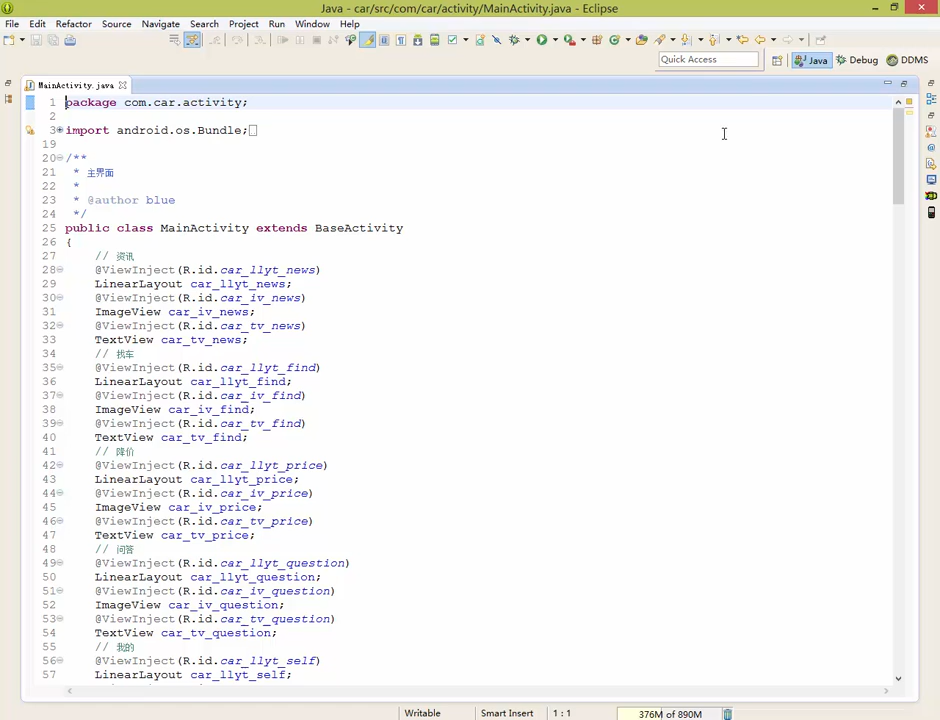 Java - car/src/com/car/activity/MainActivity.java - Eclipse
File Edit Refactor Source Navigate Search Project Run Window Help
Quick Access Java Debug DDMS
MainActivity.java
1 package com.car.activity;
2
3 import android.os.Bundle;
19
20 /**
21 * 主界面
22 *
23 * @author blue
24 */
25 public class MainActivity extends BaseActivity
26 {
27 // 资讯
28 @ViewInject(R.id.car_llyt_news)
29 LinearLayout car_llyt_news;
30 @ViewInject(R.id.car_iv_news)
31 ImageView car_iv_news;
32 @ViewInject(R.id.car_tv_news)
33 TextView car_tv_news;
34 // 找车
35 @ViewInject(R.id.car_llyt_find)
36 LinearLayout car_llyt_find;
37 @ViewInject(R.id.car_iv_find)
38 ImageView car_iv_find;
39 @ViewInject(R.id.car_tv_find)
40 TextView car_tv_find;
41 // 降价
42 @ViewInject(R.id.car_llyt_price)
43 LinearLayout car_llyt_price;
44 @ViewInject(R.id.car_iv_price)
45 ImageView car_iv_price;
46 @ViewInject(R.id.car_tv_price)
47 TextView car_tv_price;
48 // 问答
49 @ViewInject(R.id.car_llyt_question)
50 LinearLayout car_llyt_question;
51 @ViewInject(R.id.car_iv_question)
52 ImageView car_iv_question;
53 @ViewInject(R.id.car_tv_question)
54 TextView car_tv_question;
55 // 我的
56 @ViewInject(R.id.car_llyt_self)
57 LinearLayout car_llyt_self;
Writable Smart Insert 1 : 1 376M of 890M